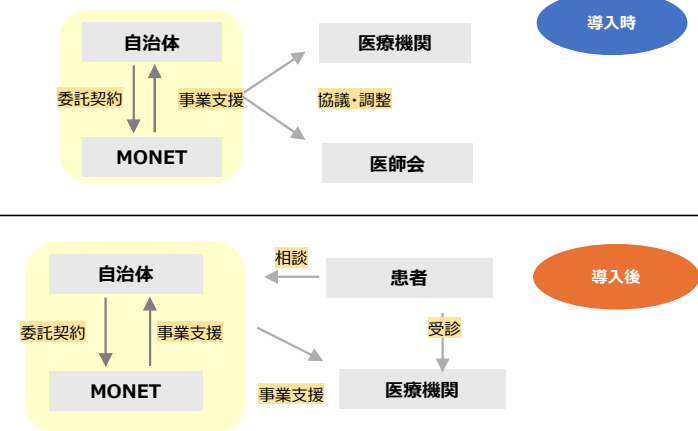 導入時
自治体
医療機関
委託契約
事業支援
協議・調整
MONET
医師会
導入後
相談
自治体
患者
委託契約
事業支援
受診
MONET
事業支援
医療機関